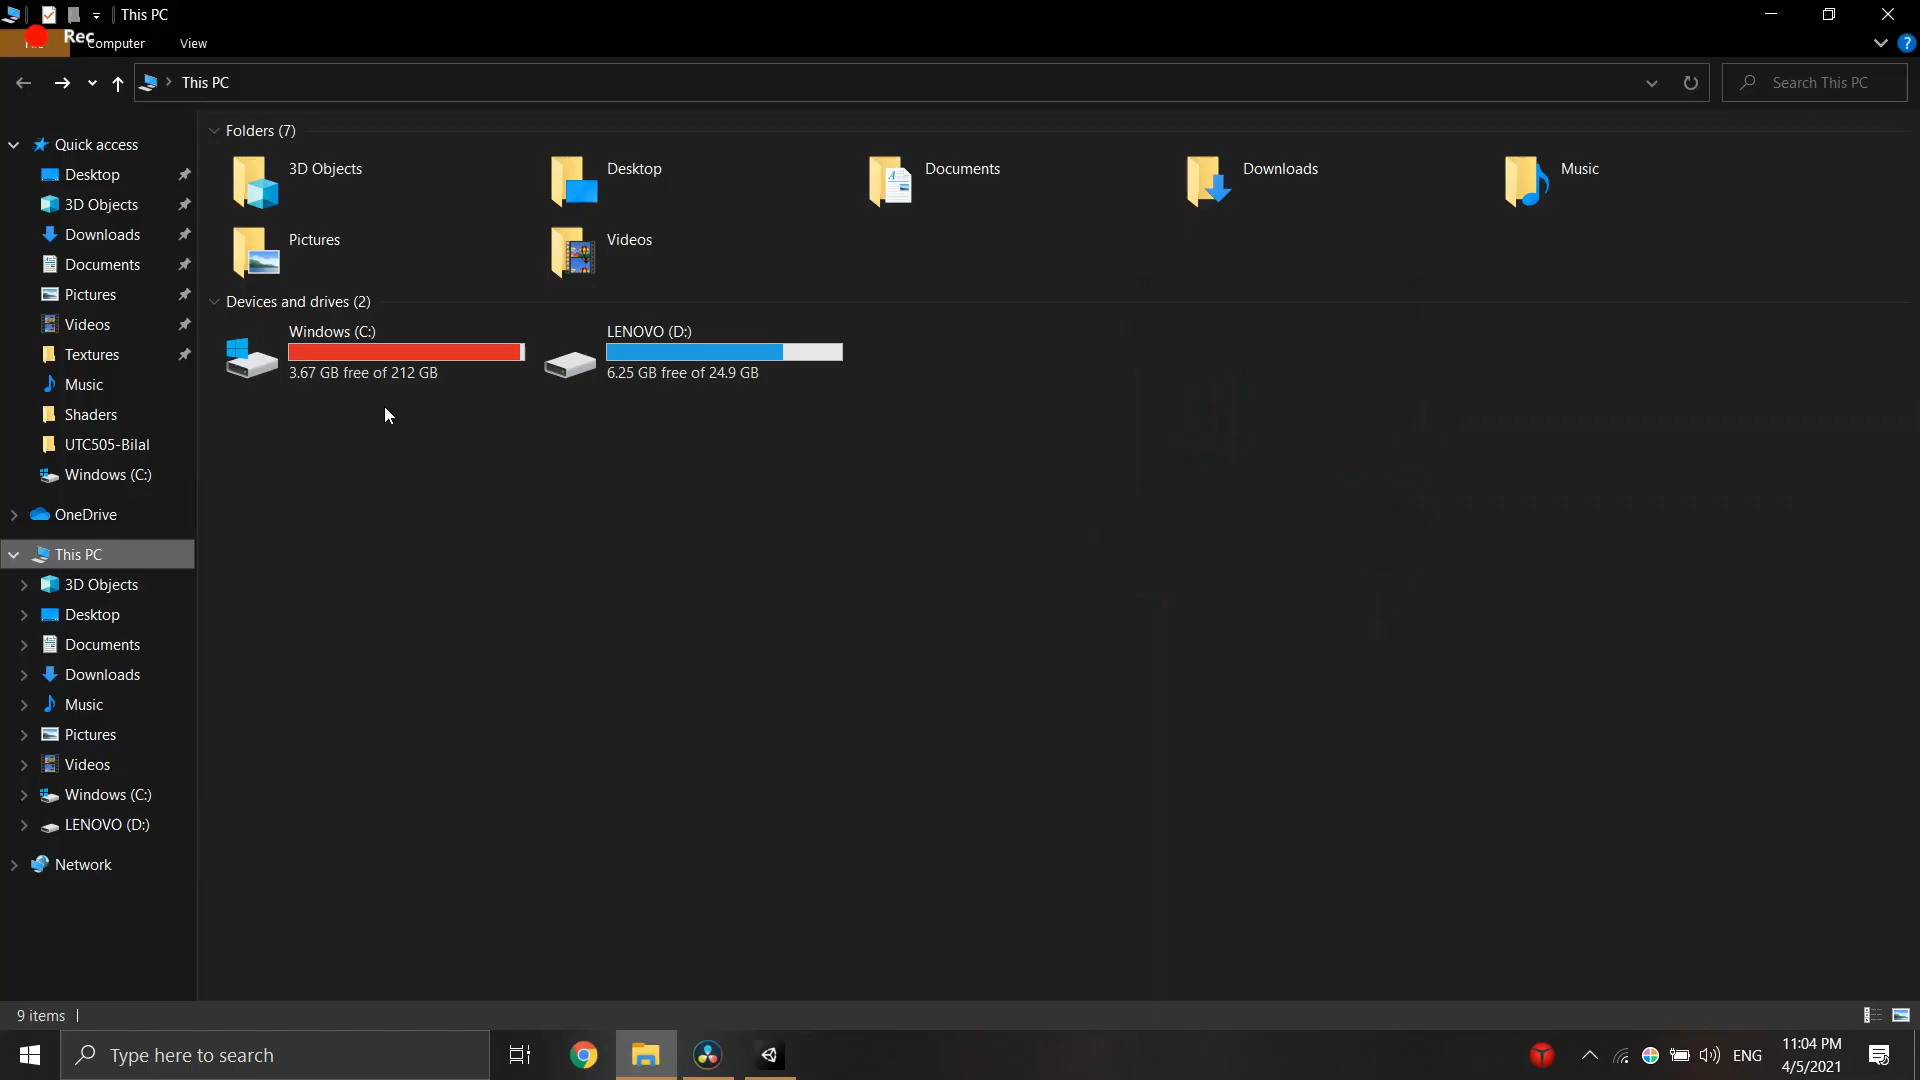 This PC
Rec
Computer
View
This PC
Search This PC
Quick access
Desktop
3D Objects
Downloads
Documents
Pictures
Videos
Textures
Music
Shaders
UTC505-Bilal
Windows (C:)
OneDrive
This PC
3D Objects
Desktop
Documents
Downloads
Music
Pictures
Videos
Windows (C:)
LENOVO (D:)
Network
Folders (7)
3D Objects
Desktop
Documents
Downloads
Music
Pictures
Videos
Devices and drives (2)
Windows (C:)
3.67 GB free of 212 GB
LENOVO (D:)
6.25 GB free of 24.9 GB
9 items
Type here to search
ENG
11:04 PM
4/5/2021